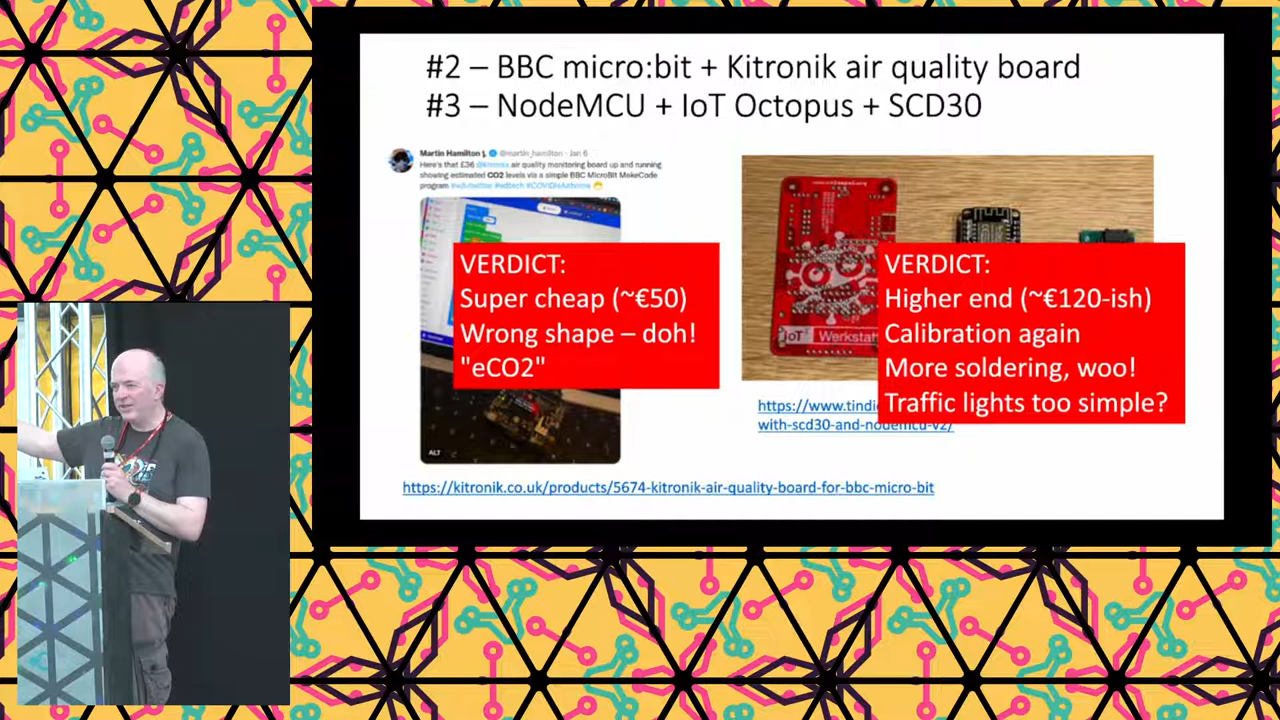 #2 – BBC micro:bit + Kitronik air quality board
#3 – NodeMCU + IoT Octopus + SCD30
Martin Hamilton @martin_hamilton · Jan 6
Here's that £36 @kitronik air quality monitoring board up and running
showing estimated CO2 levels via a simple BBC MicroBit MakeCode
program #edutwitter #edtech #COVIDisAirborne
ALT
VERDICT:
Super cheap (~€50)
Wrong shape – doh!
"eCO2"
IoT Werkstatt
VERDICT:
Higher end (~€120-ish)
Calibration again
More soldering, woo!
Traffic lights too simple?
https://www.tindie
with-scd30-and-nodemcu-v2/
https://kitronik.co.uk/products/5674-kitronik-air-quality-board-for-bbc-micro-bit